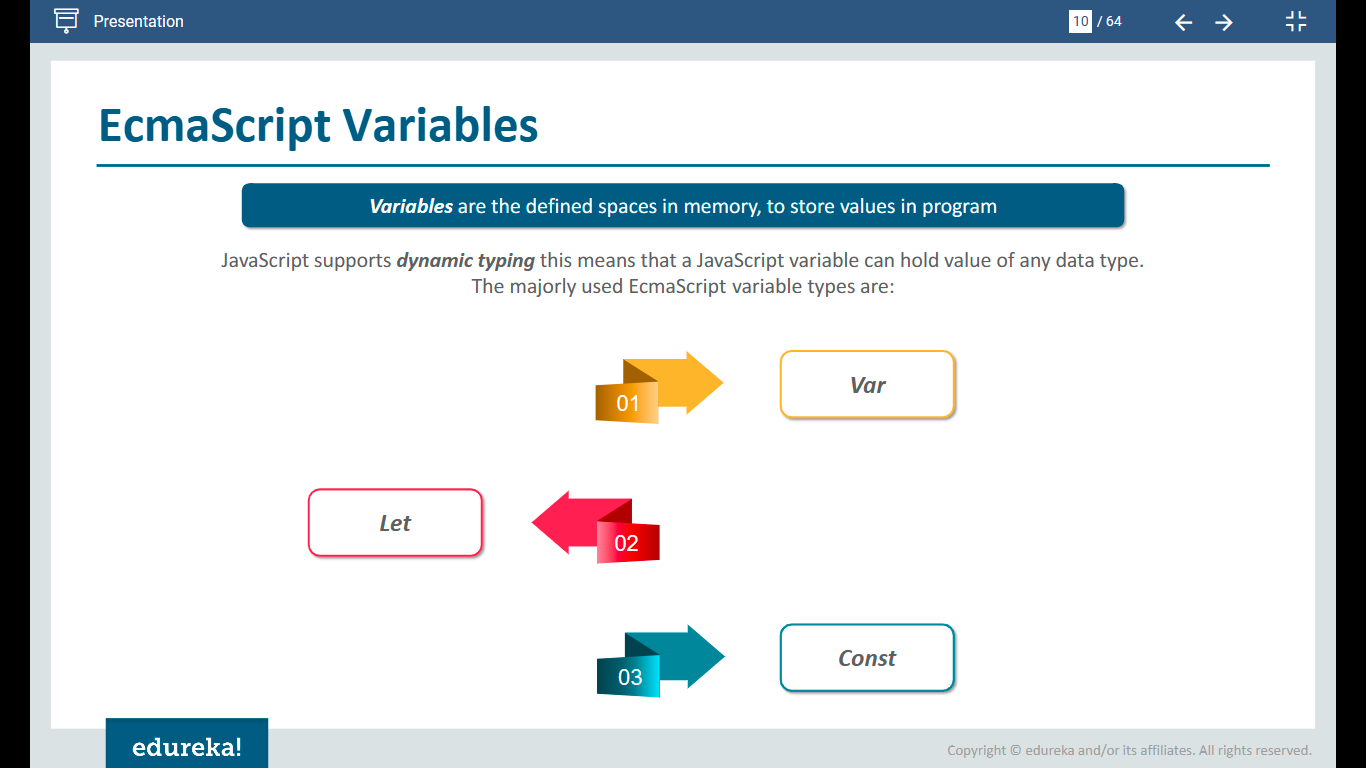 Presentation
10 / 64
EcmaScript Variables
Variables are the defined spaces in memory, to store values in program
JavaScript supports dynamic typing this means that a JavaScript variable can hold value of any data type.
The majorly used EcmaScript variable types are:
01
Var
Let
02
03
Const
edureka!
Copyright © edureka and/or its affiliates. All rights reserved.